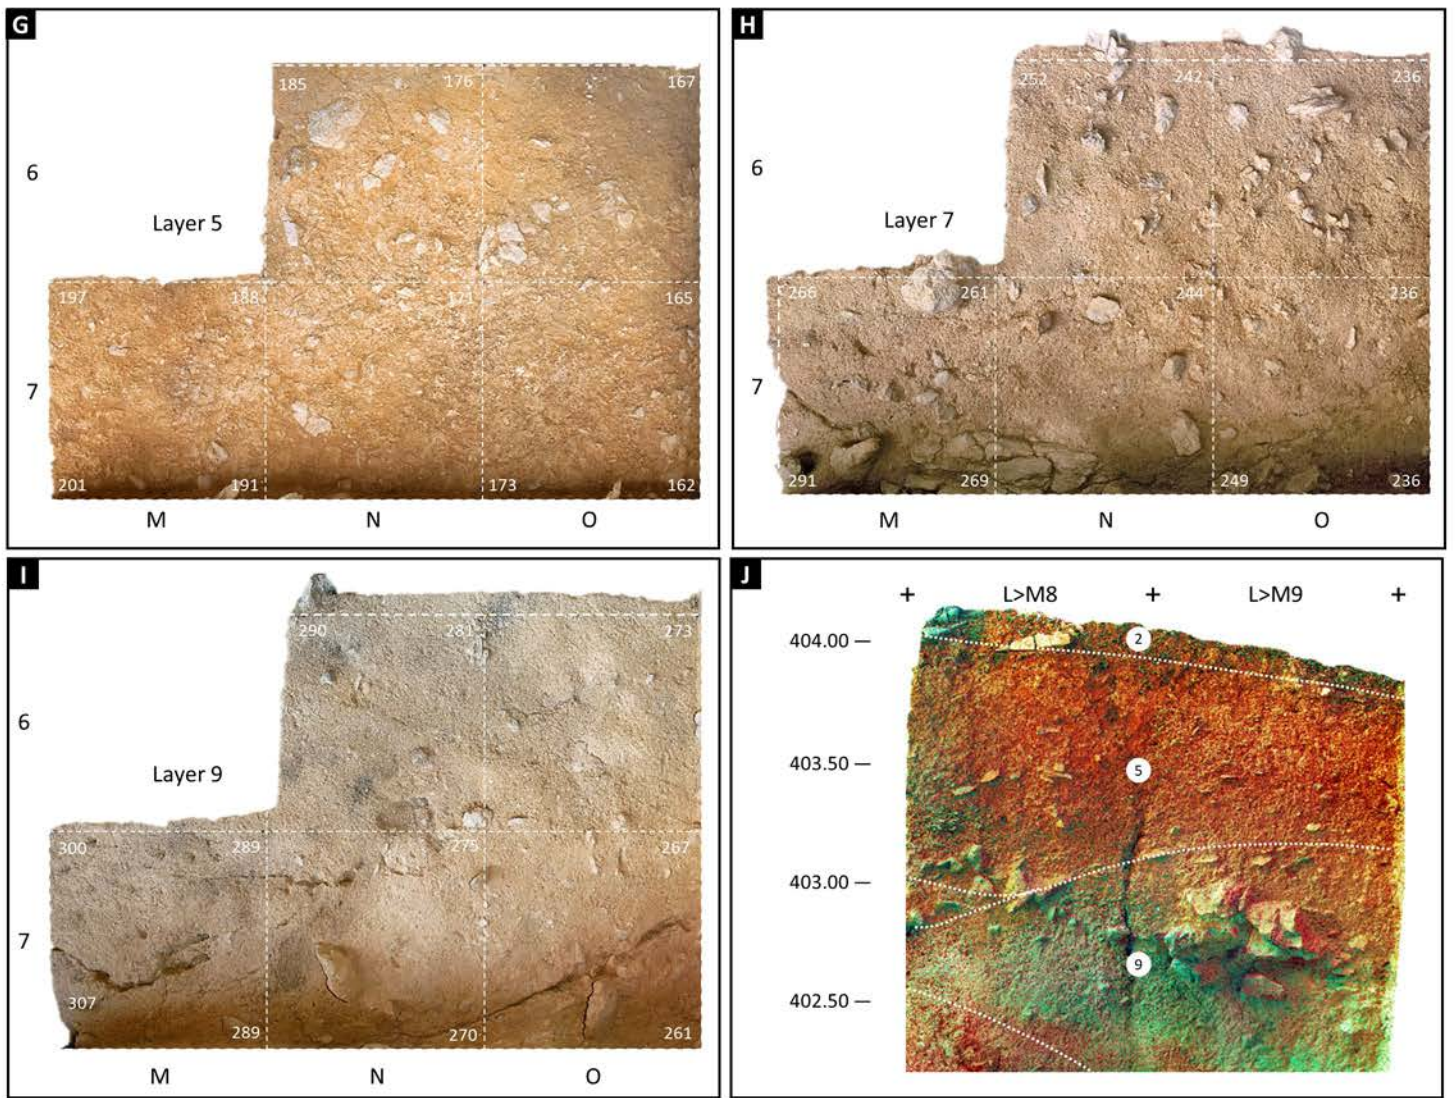 G
185 176 167
6
Layer 5
197 188 171 165
7
201 191 173 162
M N O
H
252 242 236
6
Layer 7
266 261 244 236
7
291 269 249 236
M N O
I
290 281 273
6
Layer 9
300 289 275 267
7
307
289 270 261
M N O
J
+ L>M8 + L>M9 +
404.00 —
2
403.50 —
5
403.00 —
9
402.50 —